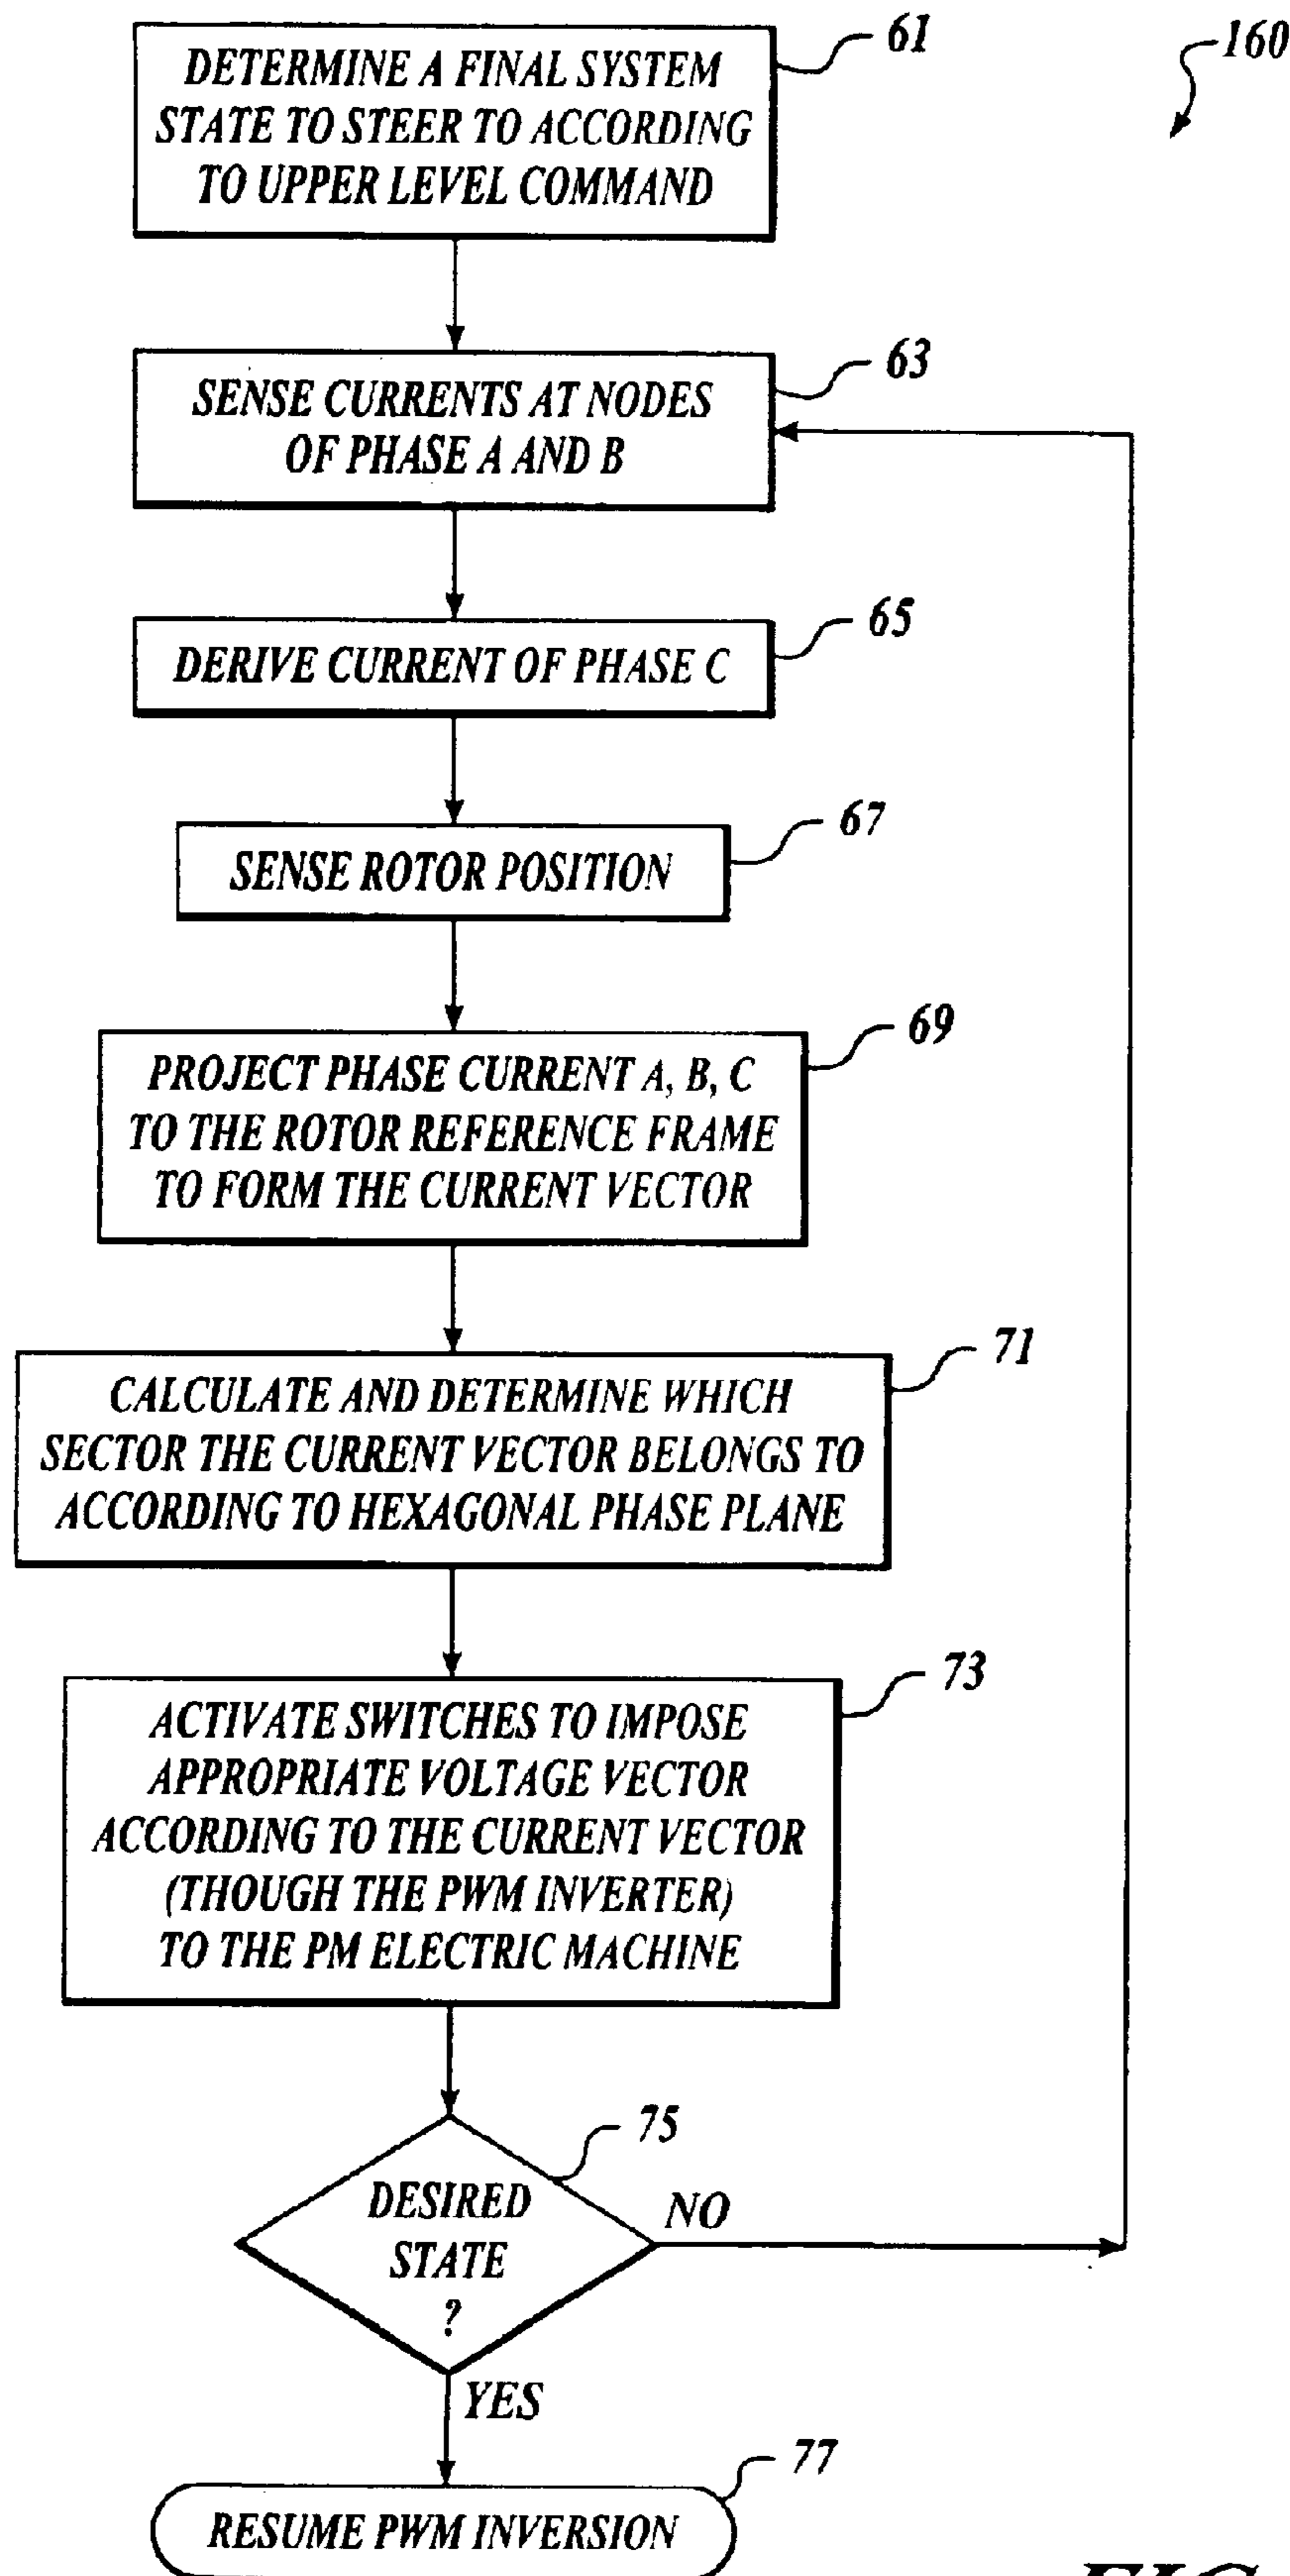 160
61
DETERMINE A FINAL SYSTEM
STATE TO STEER TO ACCORDING
TO UPPER LEVEL COMMAND
63
SENSE CURRENTS AT NODES
OF PHASE A AND B
65
DERIVE CURRENT OF PHASE C
67
SENSE ROTOR POSITION
69
PROJECT PHASE CURRENT A, B, C
TO THE ROTOR REFERENCE FRAME
TO FORM THE CURRENT VECTOR
71
CALCULATE AND DETERMINE WHICH
SECTOR THE CURRENT VECTOR BELONGS TO
ACCORDING TO HEXAGONAL PHASE PLANE
73
ACTIVATE SWITCHES TO IMPOSE
APPROPRIATE VOLTAGE VECTOR
ACCORDING TO THE CURRENT VECTOR
(THOUGH THE PWM INVERTER)
TO THE PM ELECTRIC MACHINE
75
DESIRED
STATE
?
NO
YES
77
RESUME PWM INVERSION